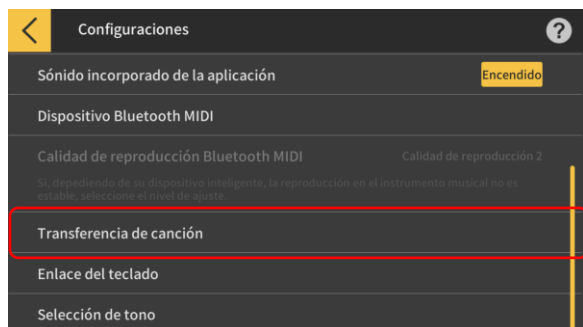 Configuraciones
?
Sónido incorporado de la aplicación Encendido
Dispositivo Bluetooth MIDI
Calidad de reproducción Bluetooth MIDI Calidad de reproducción 2
Si, depediendo de su dispositivo inteligente, la reproducción en el instrumento musical no es
estable, seleccione el nivel de ajuste.
Transferencia de canción
Enlace del teclado
Selección de tono